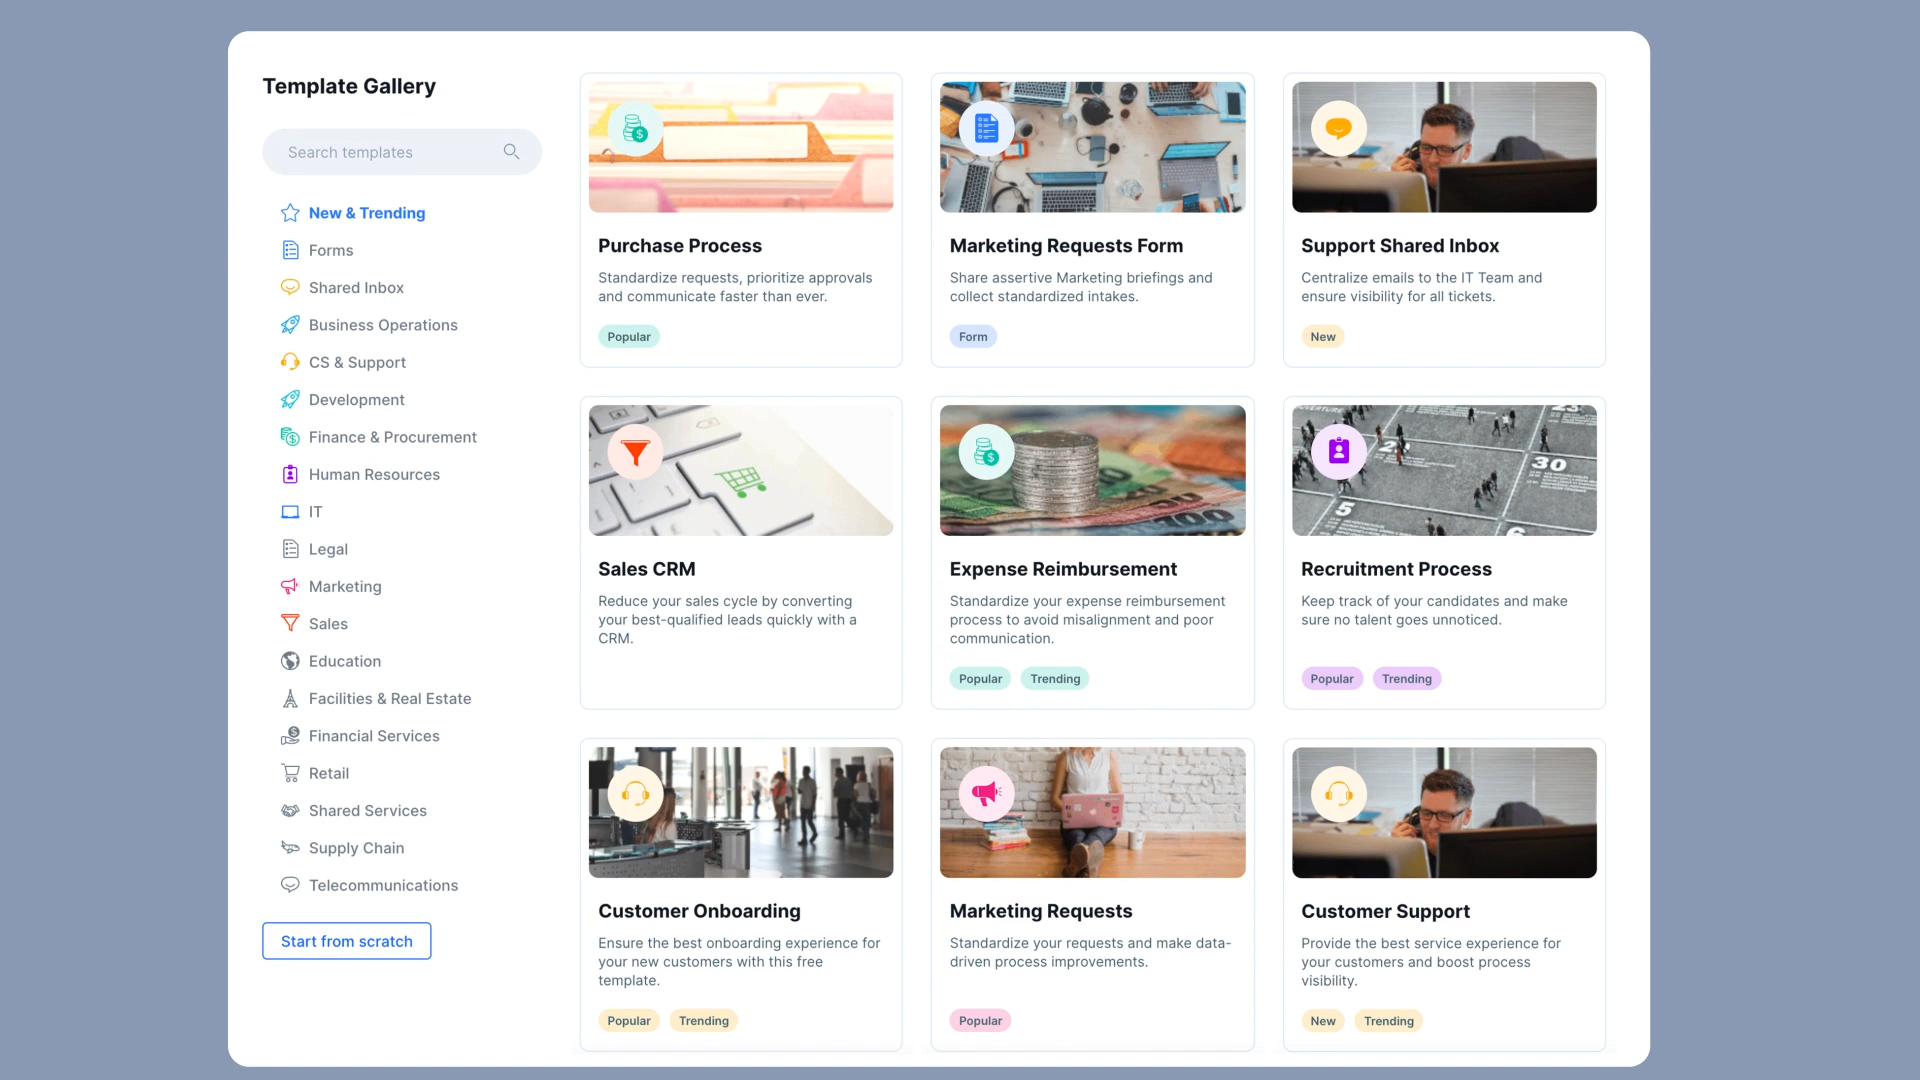 Template Gallery
Search templates
New & Trending
Forms
Shared Inbox
Business Operations
CS & Support
Development
Finance & Procurement
Human Resources
IT
Legal
Marketing
Sales
Education
Facilities & Real Estate
Financial Services
Retail
Shared Services
Supply Chain
Telecommunications
Start from scratch
Purchase Process
Standardize requests, prioritize approvals
and communicate faster than ever.
Popular
Marketing Requests Form
Share assertive Marketing briefings and
collect standardized intakes.
Form
Support Shared Inbox
Centralize emails to the IT Team and
ensure visibility for all tickets.
New
Sales CRM
Reduce your sales cycle by converting
your best-qualified leads quickly with a
CRM.
100
Expense Reimbursement
Standardize your expense reimbursement
process to avoid misalignment and poor
communication.
Popular Trending
30
5
Recruitment Process
Keep track of your candidates and make
sure no talent goes unnoticed.
Popular Trending
Customer Onboarding
Ensure the best onboarding experience for
your new customers with this free
template.
Popular Trending
Marketing Requests
Standardize your requests and make data-
driven process improvements.
Popular
Customer Support
Provide the best service experience for
your customers and boost process
visibility.
New Trending